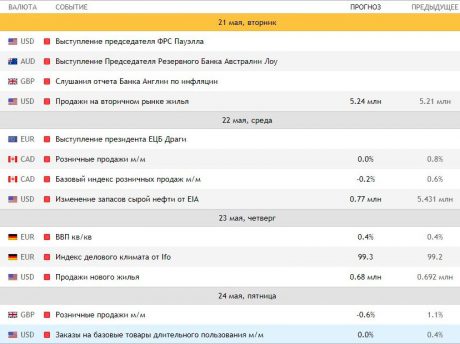 ВАЛЮТА СОБЫТИЕ ПРОГНОЗ ПРЕДЫДУЩЕЕ
21 мая, вторник
USD Выступление председателя ФРС Пауэлла
AUD Выступление Председателя Резервного Банка Австралии Лоу
GBP Слушания отчета Банка Англии по инфляции
USD Продажи на вторичном рынке жилья 5.24 млн 5.21 млн
22 мая, среда
EUR Выступление президента ЕЦБ Драги
CAD Розничные продажи м/м 0.0% 0.8%
CAD Базовый индекс розничных продаж м/м -0.2% 0.6%
USD Изменение запасов сырой нефти от EIA 0.77 млн 5.431 млн
23 мая, четверг
EUR ВВП кв/кв 0.4% 0.4%
EUR Индекс делового климата от Ifo 99.3 99.2
USD Продажи нового жилья 0.68 млн 0.692 млн
24 мая, пятница
GBP Розничные продажи м/м -0.6% 1.1%
USD Заказы на базовые товары длительного пользования м/м 0.0% 0.4%